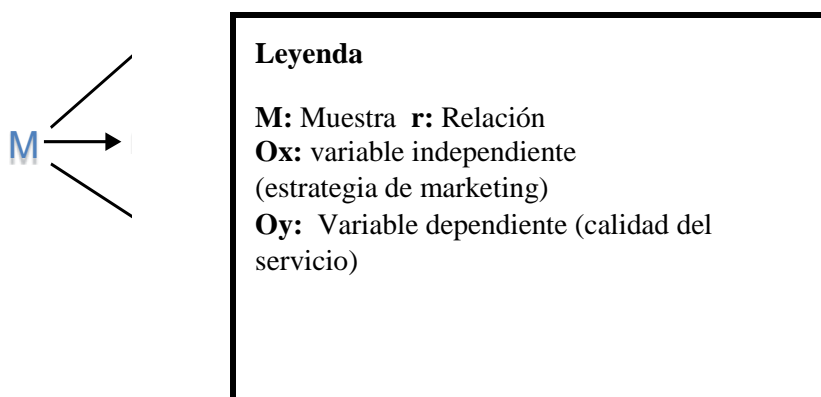 Leyenda
M: Muestra r: Relación
M
Ox: variable independiente
(estrategia de marketing)
Oy: Variable dependiente (calidad del
servicio)